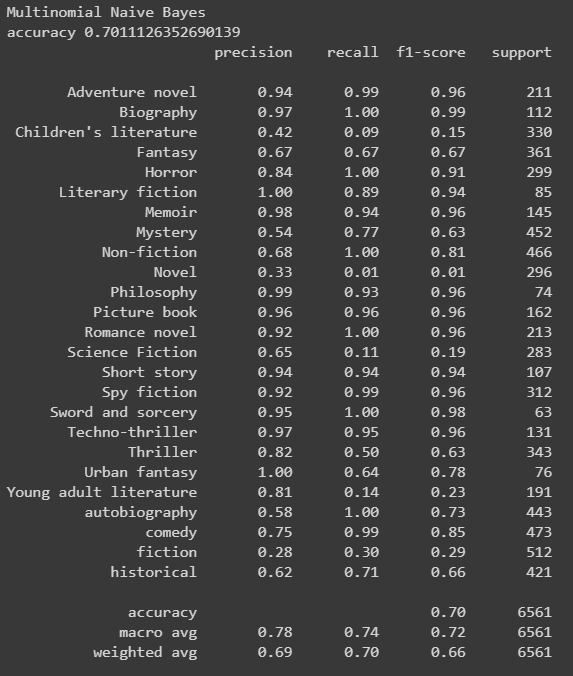 Multinomial Naive Bayes
accuracy 0.7011126352690139
precision recall f1-score support
Adventure novel 0.94 0.99 0.96 211
Biography 0.97 1.00 0.99 112
Children's literature 0.42 0.09 0.15 330
Fantasy 0.67 0.67 0.67 361
Horror 0.84 1.00 0.91 299
Literary fiction 1.00 0.89 0.94 85
Memoir 0.98 0.94 0.96 145
Mystery 0.54 0.77 0.63 452
Non-fiction 0.68 1.00 0.81 466
Novel 0.33 0.01 0.01 296
Philosophy 0.99 0.93 0.96 74
Picture book 0.96 0.96 0.96 162
Romance novel 0.92 1.00 0.96 213
Science Fiction 0.65 0.11 0.19 283
Short story 0.94 0.94 0.94 107
Spy fiction 0.92 0.99 0.96 312
Sword and sorcery 0.95 1.00 0.98 63
Techno-thriller 0.97 0.95 0.96 131
Thriller 0.82 0.50 0.63 343
Urban fantasy 1.00 0.64 0.78 76
Young adult literature 0.81 0.14 0.23 191
autobiography 0.58 1.00 0.73 443
comedy 0.75 0.99 0.85 473
fiction 0.28 0.30 0.29 512
historical 0.62 0.71 0.66 421
accuracy 0.70 6561
macro avg 0.78 0.74 0.72 6561
weighted avg 0.69 0.70 0.66 6561